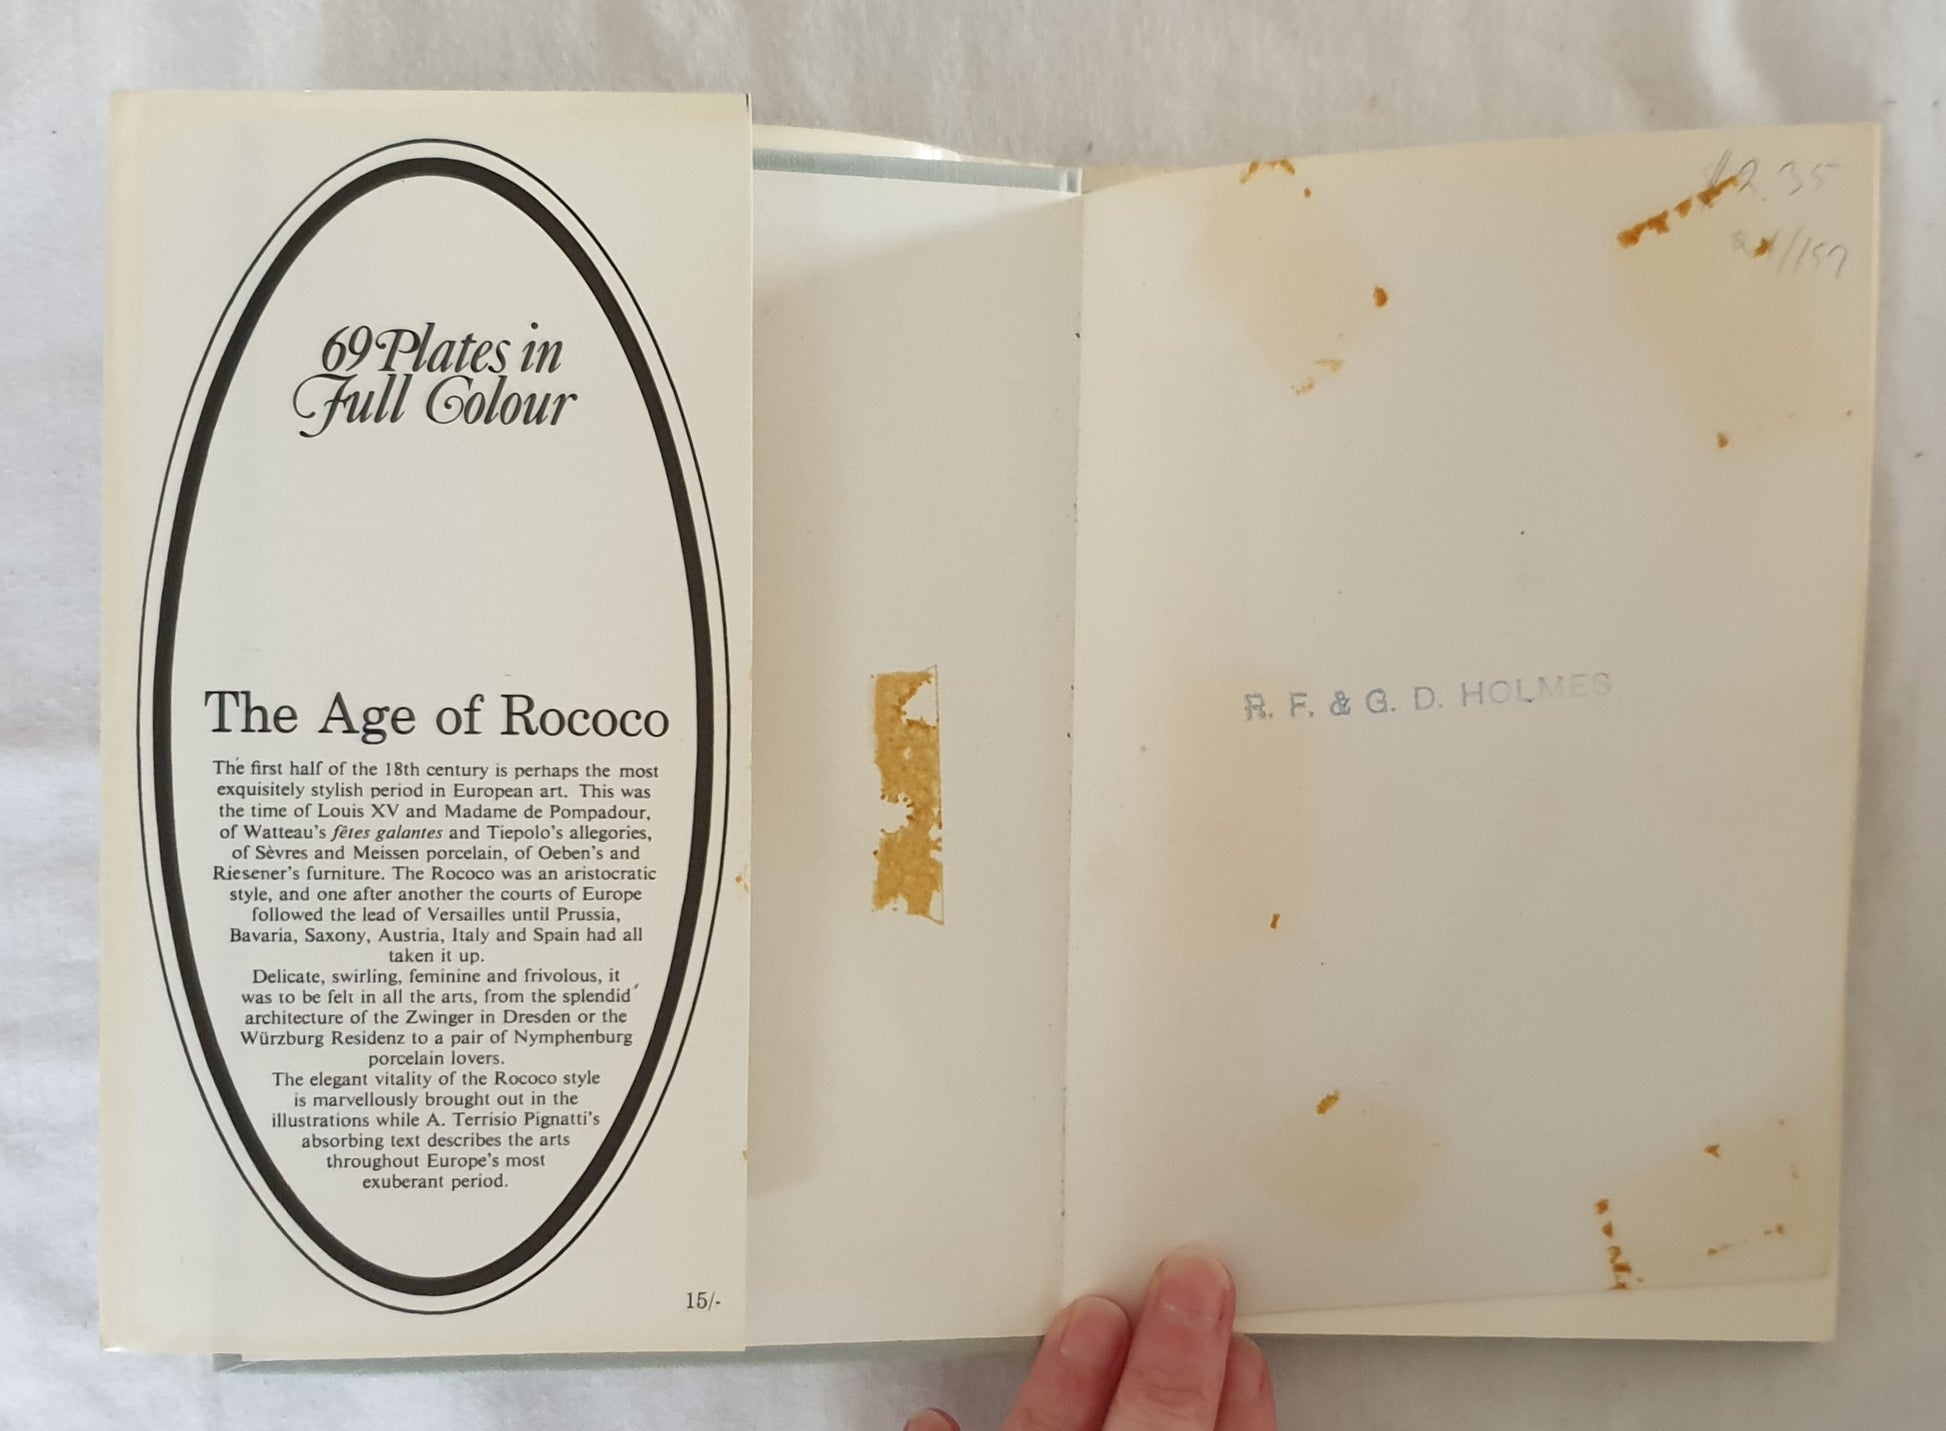 69 Plates in
Full Colour
The Age of Rococo
The first half of the 18th century is perhaps the most
exquisitely stylish period in European art. This was
the time of Louis XV and Madame de Pompadour,
of Watteau's fêtes galantes and Tiepolo's allegories,
of Sèvres and Meissen porcelain, of Oeben's and
Riesener's furniture. The Rococo was an aristocratic
style, and one after another the courts of Europe
followed the lead of Versailles until Prussia,
Bavaria, Saxony, Austria, Italy and Spain had all
taken it up.
Delicate, swirling, feminine and frivolous, it
was to be felt in all the arts, from the splendid
architecture of the Zwinger in Dresden or the
Würzburg Residenz to a pair of Nymphenburg
porcelain lovers.
The elegant vitality of the Rococo style
is marvellously brought out in the
illustrations while A. Terrisio Pignatti's
absorbing text describes the arts
throughout Europe's most
exuberant period.
15/-
$2.35
R. F. & G. D. HOLMES